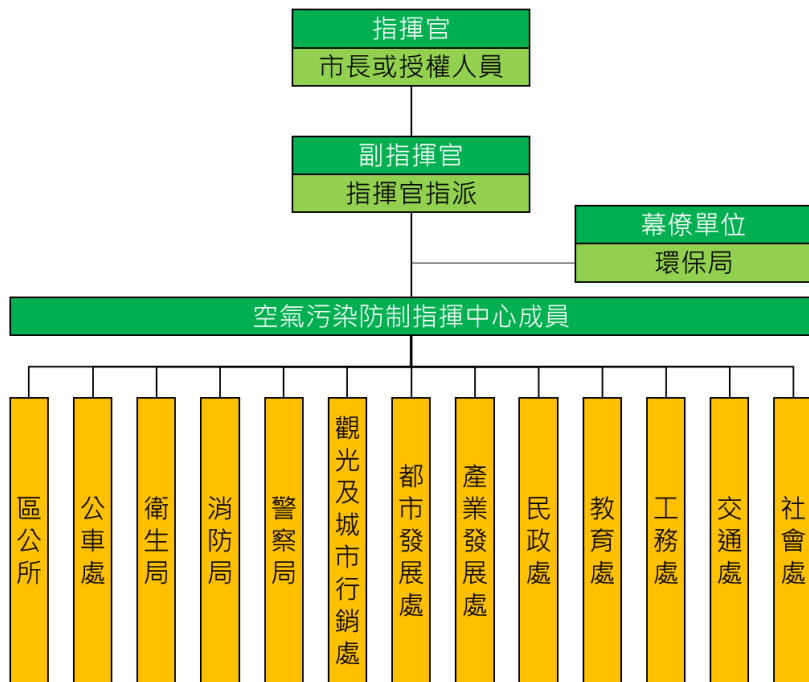 指揮官
市長或授權人員
副指揮官
指揮官指派
幕僚單位
環保局
空氣污染防制指揮中心成員
區公所
公車處
衛生局
消防局
警察局
觀光及城市行銷處
都市發展處
產業發展處
民政處
教育處
工務處
交通處
社會處